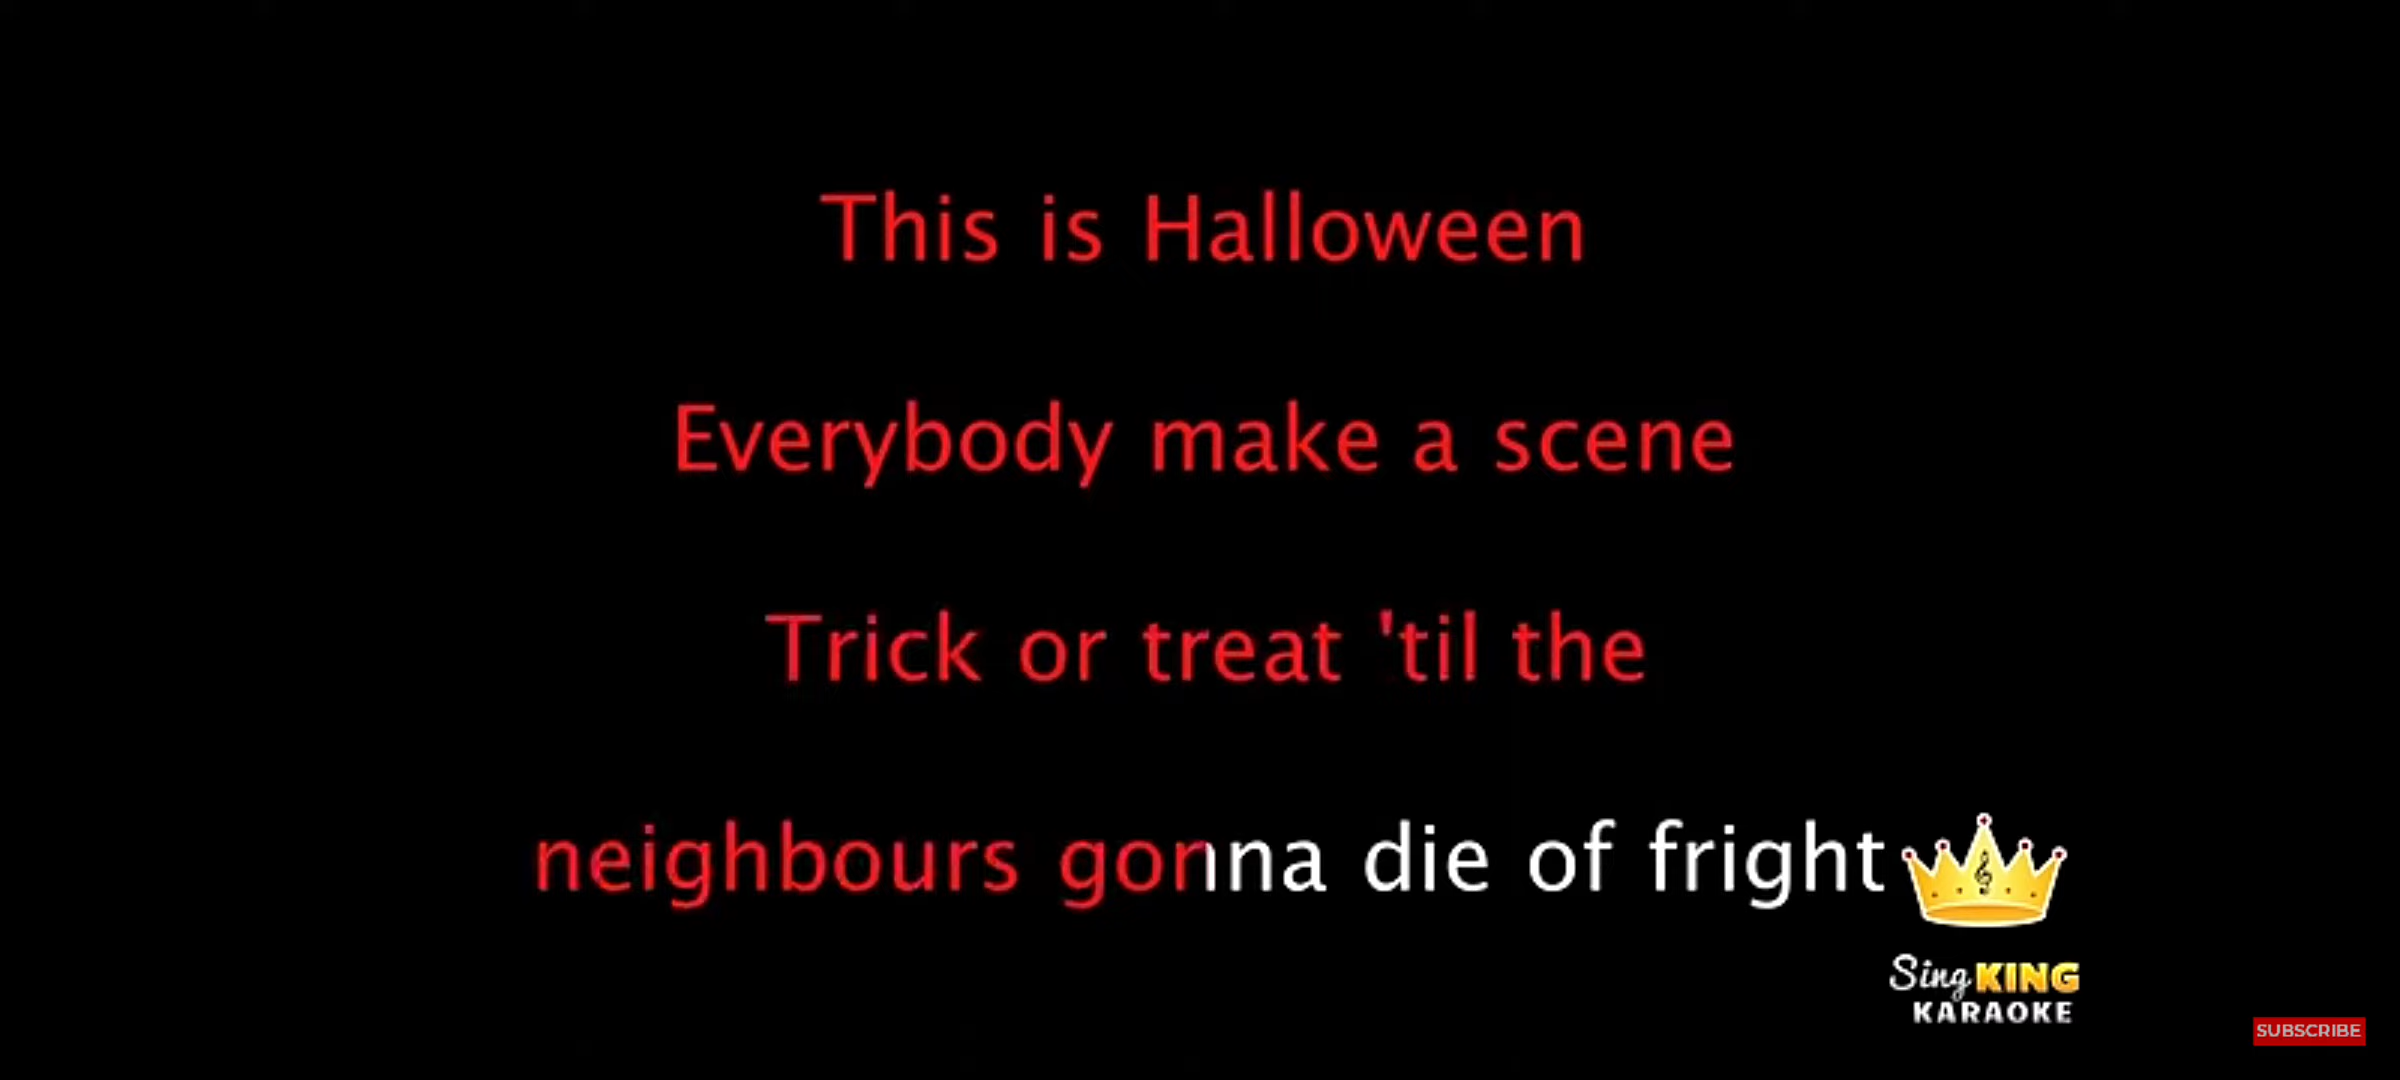 This is Halloween
Everybody make a scene
Trick or treat 'til the
neighbours gonna die of fright
Sing KING
KARAOKE
SUBSCRIBE